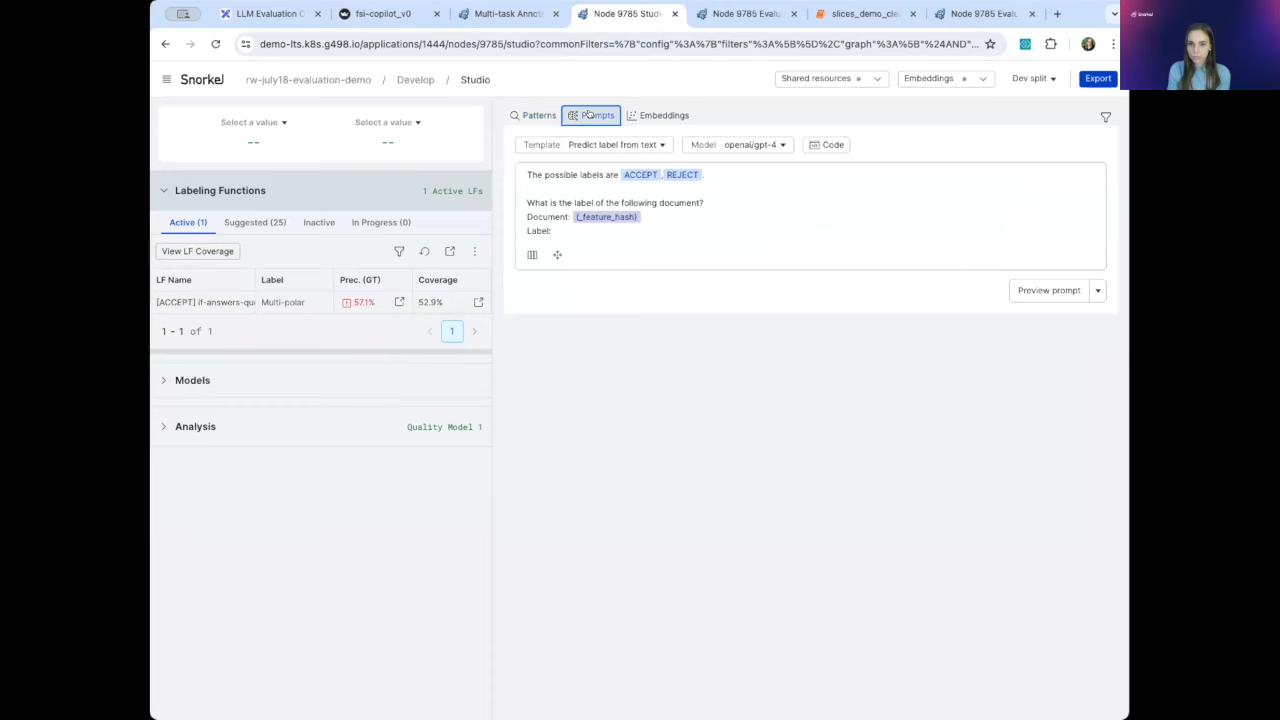 LLM Evaluation C
fsi-copilot_v0
Multi-task Annot
Node 9785 Stud
Node 9785 Evalu
slices_demo_clea
Node 9785 Evalu
demo-lts.k8s.g498.io/applications/1444/nodes/9785/studio?commonFilters=%7B"config"%3A%7B"filters"%3A%5B%5D%2C"graph"%3A%5B"%24AND"...
Snorkel
Snorkel
rw-july18-evaluation-demo / Develop / Studio
Shared resources
Embeddings
Dev split
Export
Select a value
Select a value
--
--
Patterns
Prompts
Embeddings
Template Predict label from text
Model openai/gpt-4
Code
The possible labels are ACCEPT, REJECT.
What is the label of the following document?
Document: {_feature_hash}
Label:
Preview prompt
Labeling Functions
1 Active LFs
Active (1)
Suggested (25)
Inactive
In Progress (0)
View LF Coverage
LF Name
Label
Prec. (GT)
Coverage
[ACCEPT] if-answers-qu
Multi-polar
57.1%
52.9%
1 - 1 of 1
1
Models
Analysis
Quality Model 1